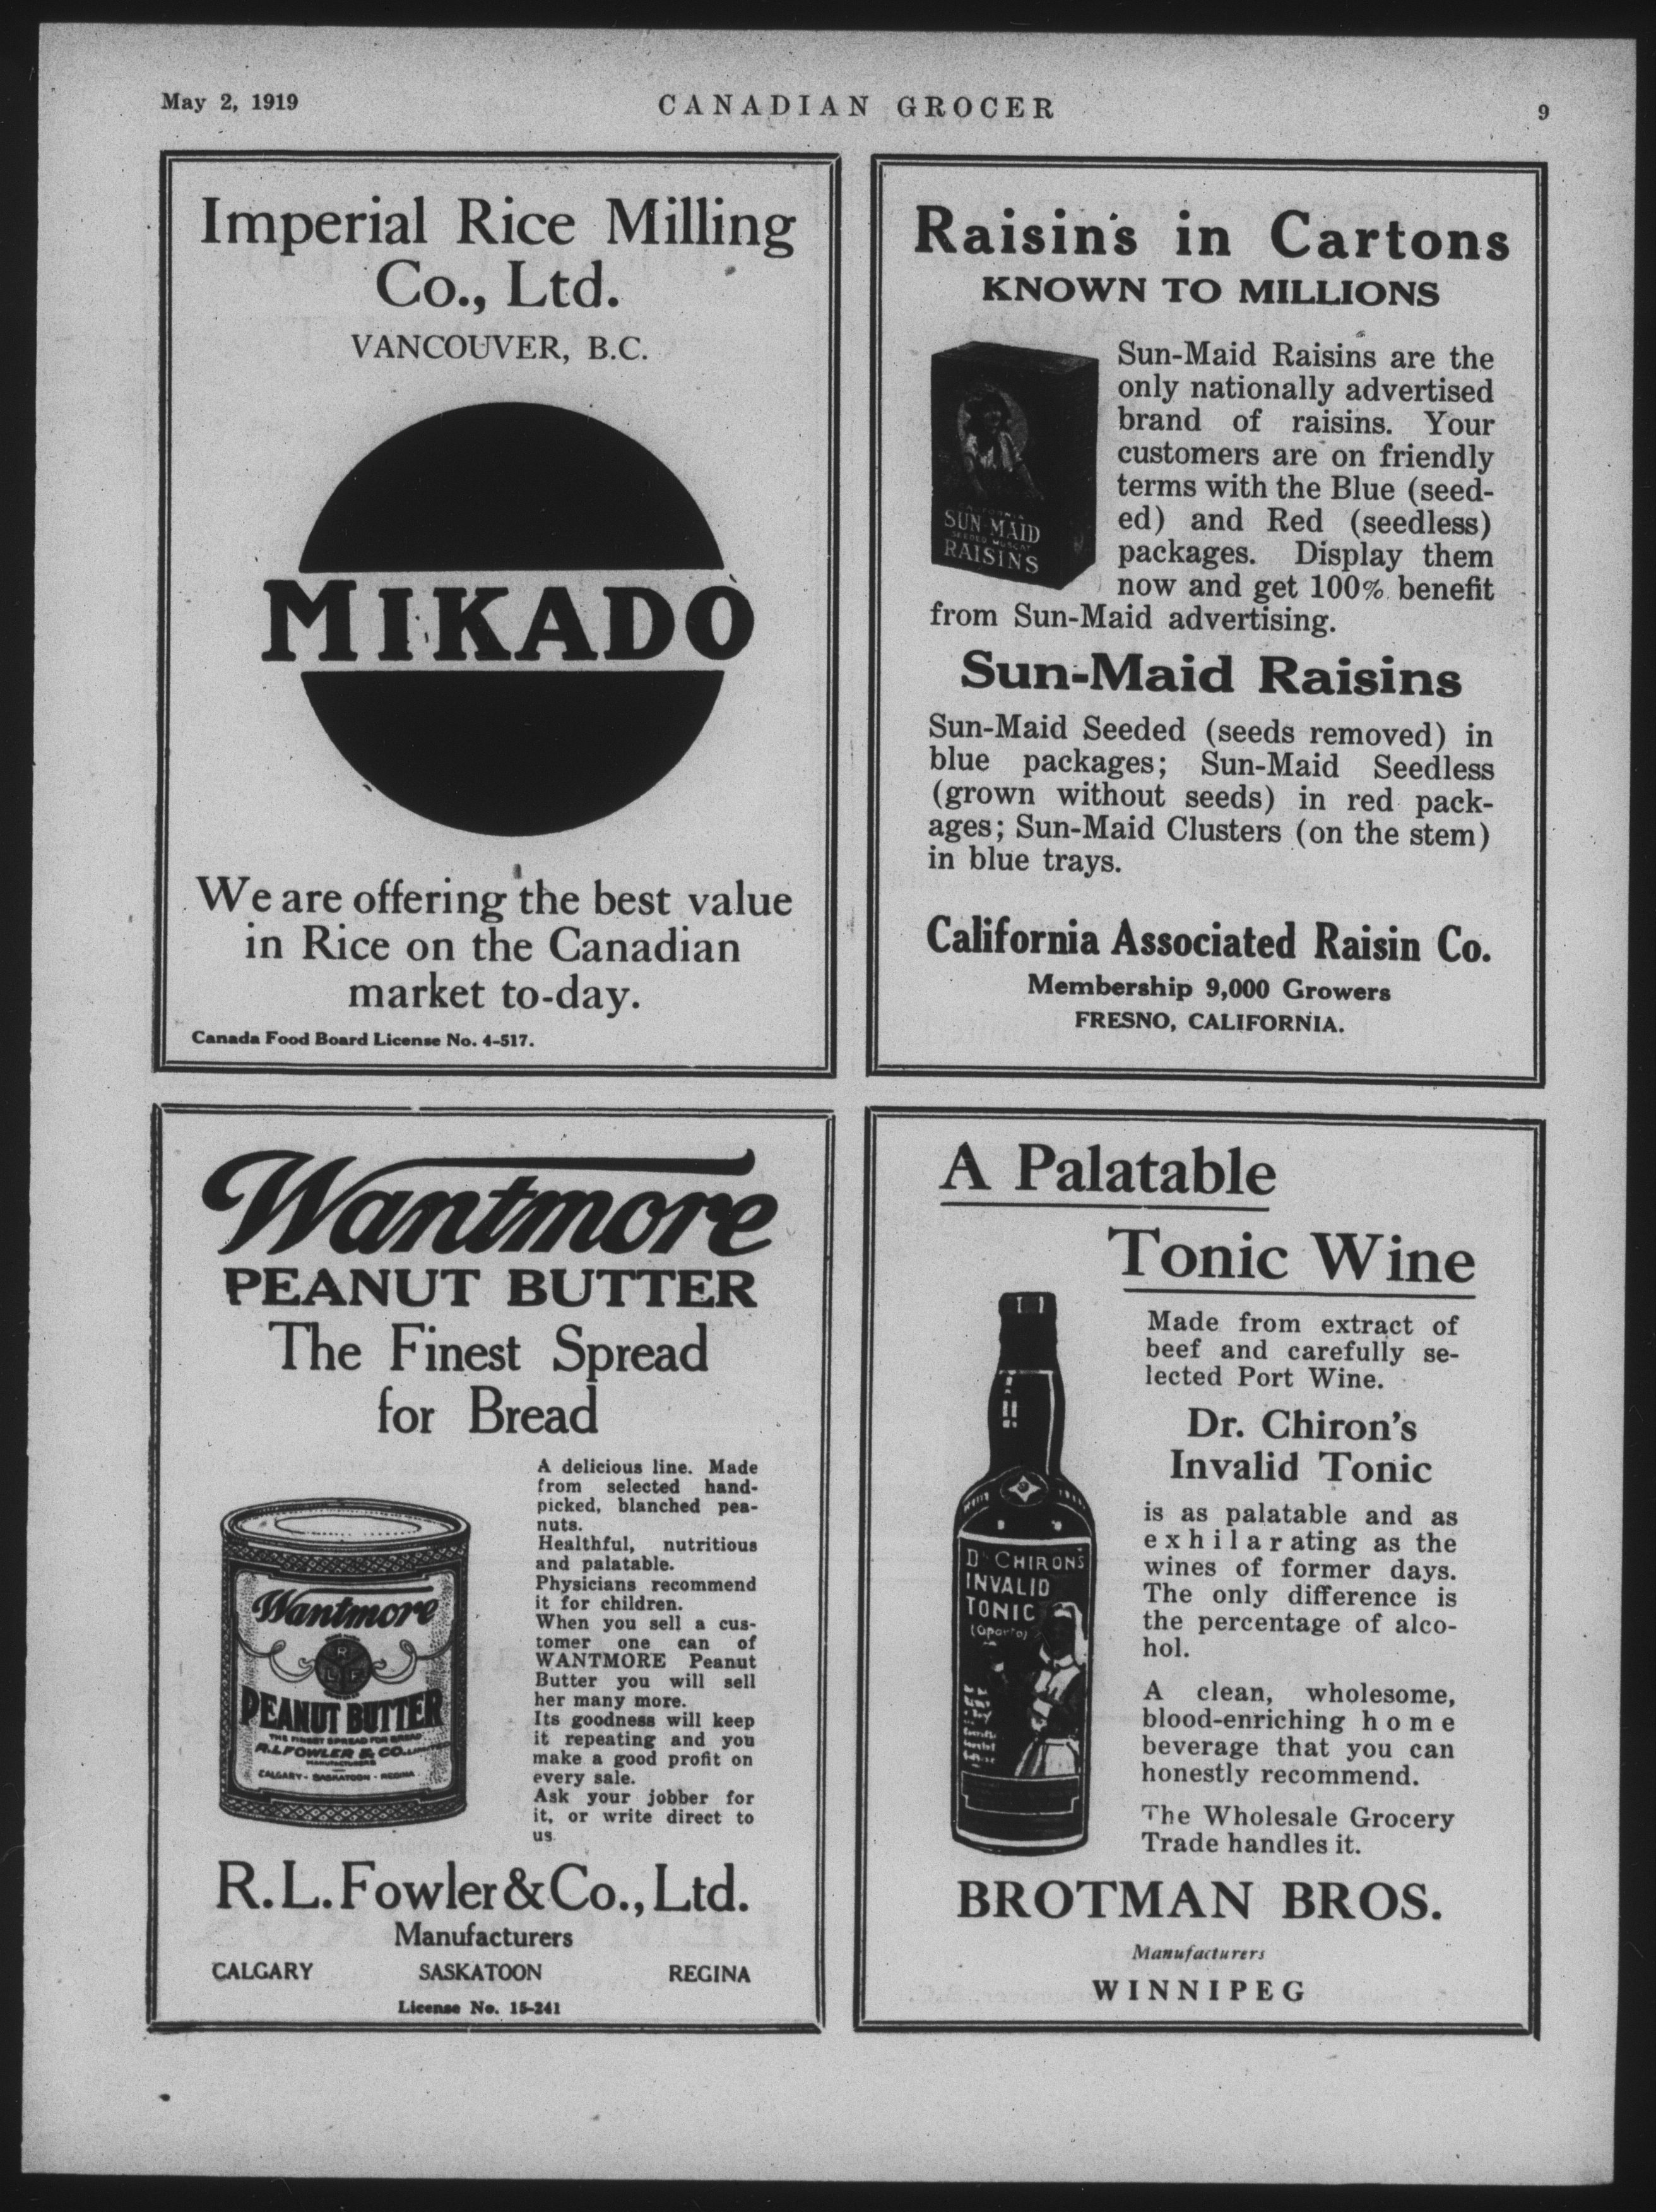 May 2, 1919
CANADIAN GROCER
9
Imperial Rice Milling
Co., Ltd.
VANCOUVER, B.C.
MIKADO
We are offering the best value
in Rice on the Canadian
market to-day.
Canada Food Board License No. 4-517.
Raisins in Cartons
KNOWN TO MILLIONS
CALIFORNIA
SUN-MAID
SEEDED MUSCAT
RAISINS
Sun-Maid Raisins are the
only nationally advertised
brand of raisins. Your
customers are on friendly
terms with the Blue (seed-
ed) and Red (seedless)
packages. Display them
now and get 100% benefit
from Sun-Maid advertising.
Sun-Maid Raisins
Sun-Maid Seeded (seeds removed) in
blue packages; Sun-Maid Seedless
(grown without seeds) in red pack-
ages; Sun-Maid Clusters (on the stem)
in blue trays.
California Associated Raisin Co.
Membership 9,000 Growers
FRESNO, CALIFORNIA.
Wantmore
PEANUT BUTTER
The Finest Spread
for Bread
A delicious line. Made
from selected hand-
picked, blanched pea-
nuts.
Healthful, nutritious
and palatable.
Physicians recommend
it for children.
When you sell a cus-
tomer one can of
WANTMORE Peanut
Butter you will sell
her many more.
Its goodness will keep
it repeating and you
make a good profit on
every sale.
Ask your jobber for
it, or write direct to
us.
Wantmore
R
L F
PEANUT BUTTER
THE FINEST SPREAD FOR BREAD
R.L. FOWLER & CO. LIMITED
MANUFACTURERS
CALGARY - SASKATOON - REGINA
R. L. Fowler & Co., Ltd.
Manufacturers
CALGARY SASKATOON REGINA
License No. 15-241
A Palatable
Tonic Wine
Made from extract of
beef and carefully se-
lected Port Wine.
Dr. Chiron's
Invalid Tonic
is as palatable and as
exhilarating as the
wines of former days.
The only difference is
the percentage of alco-
hol.
A clean, wholesome,
blood-enriching home
beverage that you can
honestly recommend.
The Wholesale Grocery
Trade handles it.
DR CHIRONS
INVALID
TONIC
(Oporto)
BROTMAN BROS.
Manufacturers
WINNIPEG